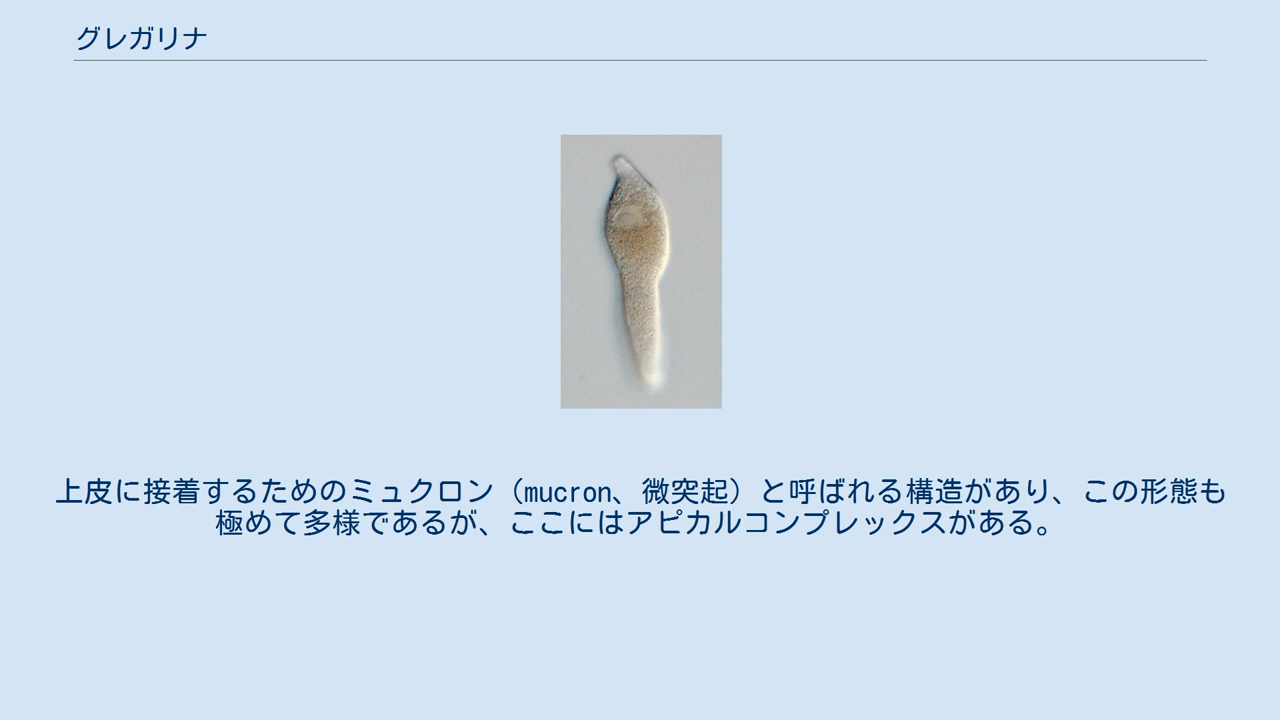 グレガリナ
上皮に接着するためのミュクロン（mucron、微突起）と呼ばれる構造があり、この形態も
極めて多様であるが、ここにはアピカルコンプレックスがある。